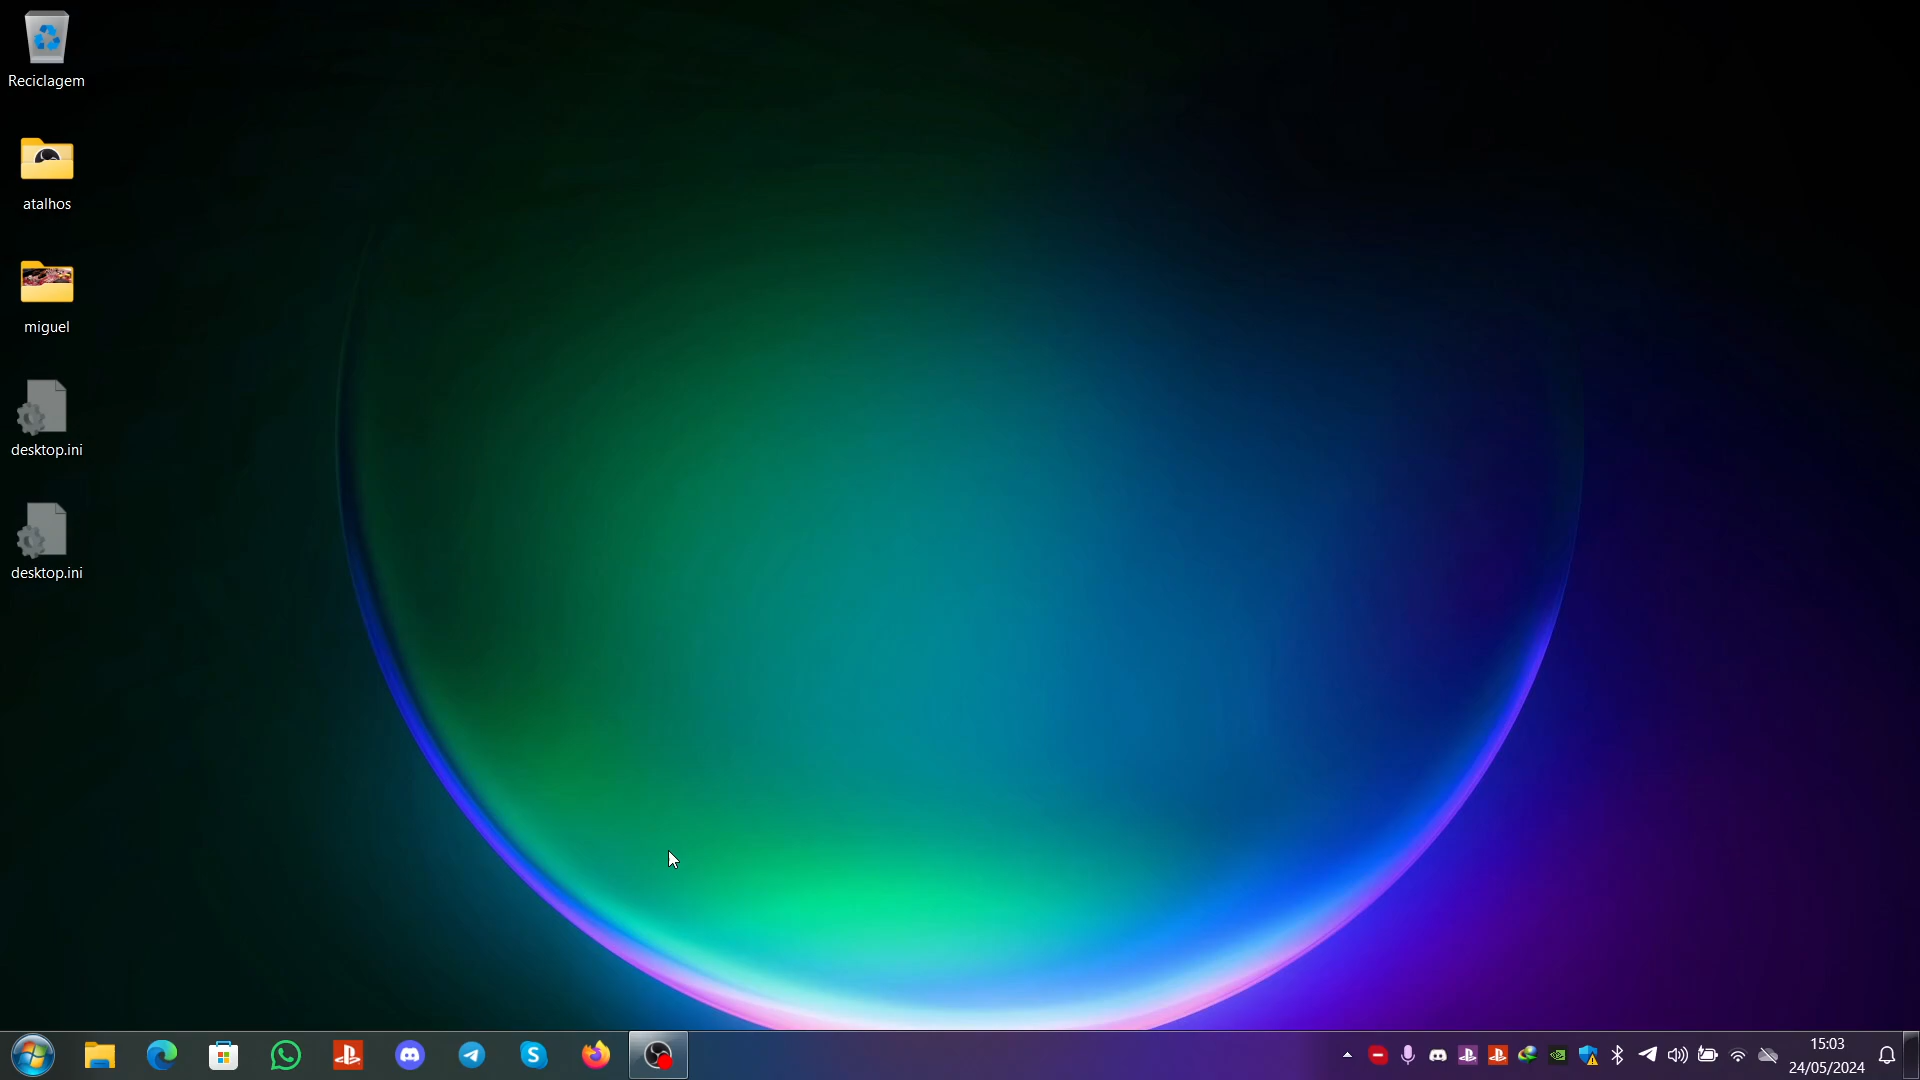 Reciclagem
atalhos
miguel
desktop.ini
desktop.ini
15:03
24/05/2024